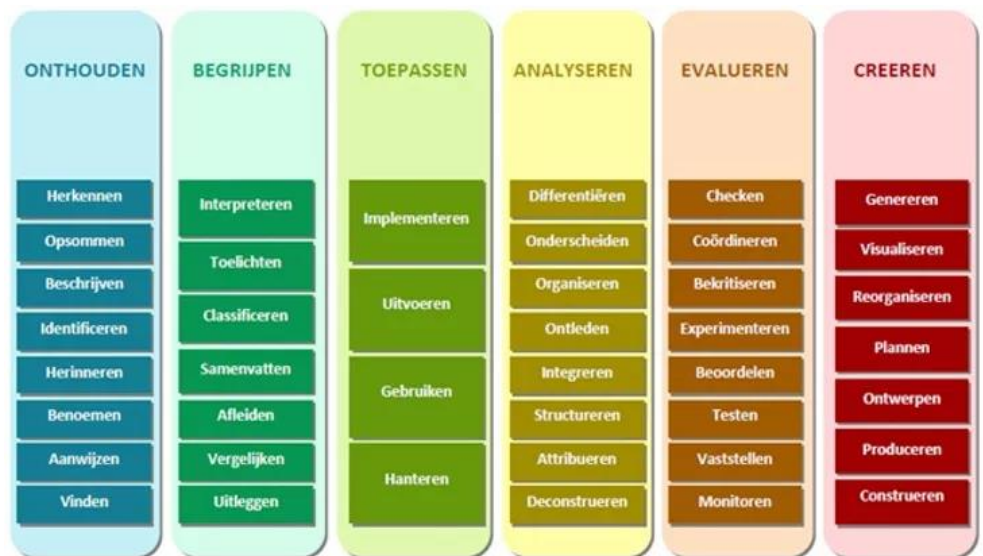 ONTHOUDEN
Herkennen
Opsommen
Beschrijven
Identificeren
Herinneren
Benoemen
Aanwijzen
Vinden
BEGRIJPEN
Interpreteren
Toelichten
Classificeren
Samenvatten
Afleiden
Vergelijken
Uitleggen
TOEPASSEN
Implementeren
Uitvoeren
Gebruiken
Hanteren
ANALYSEREN
Differentiëren
Onderscheiden
Organiseren
Ontleden
Integreren
Structureren
Attribueren
Deconstrueren
EVALUEREN
Checken
Coördineren
Bekritiseren
Experimenteren
Beoordelen
Testen
Vaststellen
Monitoren
CREEREN
Genereren
Visualiseren
Reorganiseren
Plannen
Ontwerpen
Produceren
Construeren